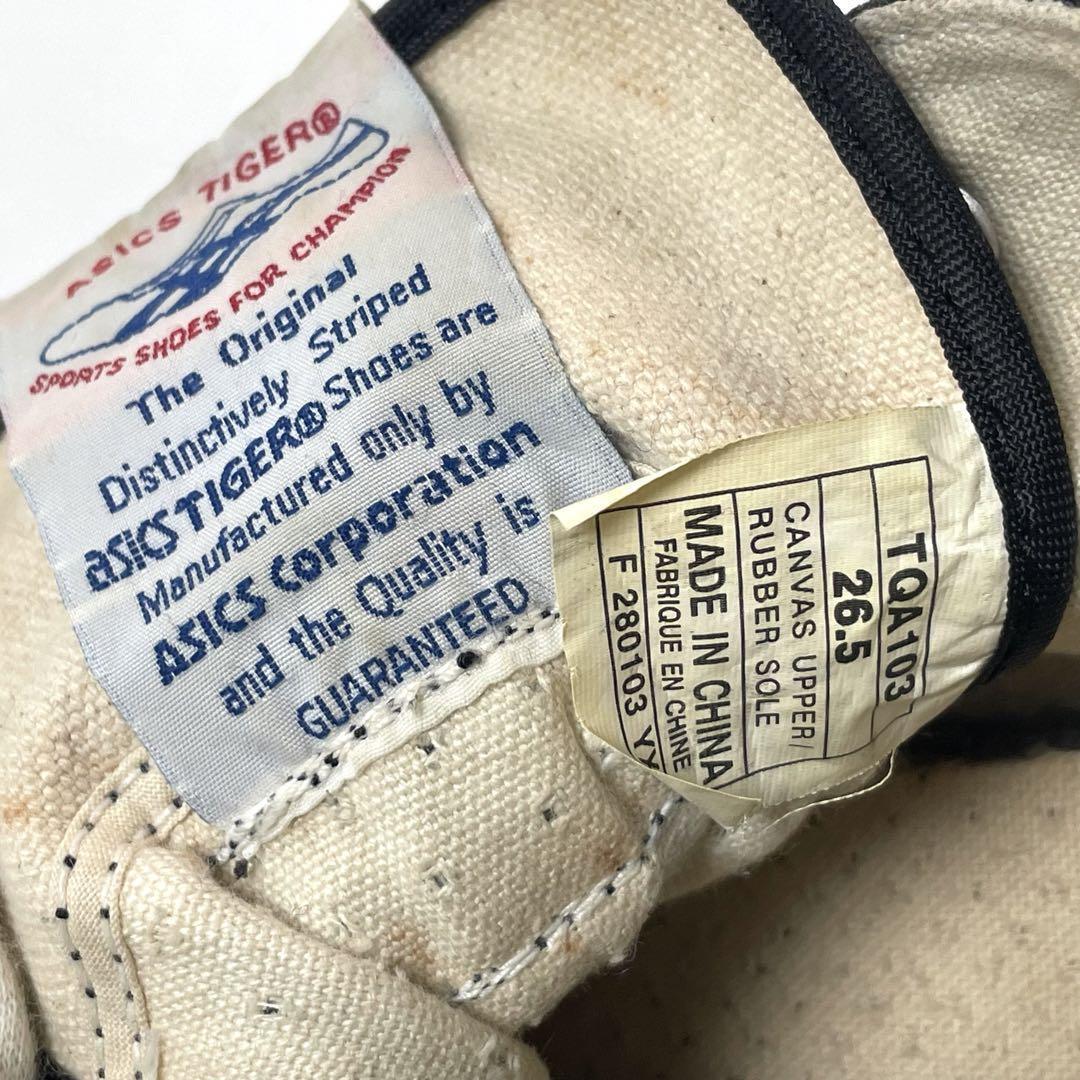 ASICS TIGER®
SPORTS SHOES FOR CHAMPION
The Original
Distinctively Striped
asics TIGER® Shoes are
Manufactured only by
ASICS Corporation
and the Quality is
GUARANTEED
TQA103
26.5
CANVAS UPPER/
RUBBER SOLE
MADE IN CHINA
FABRIQUE EN CHINE
F 280103 YX